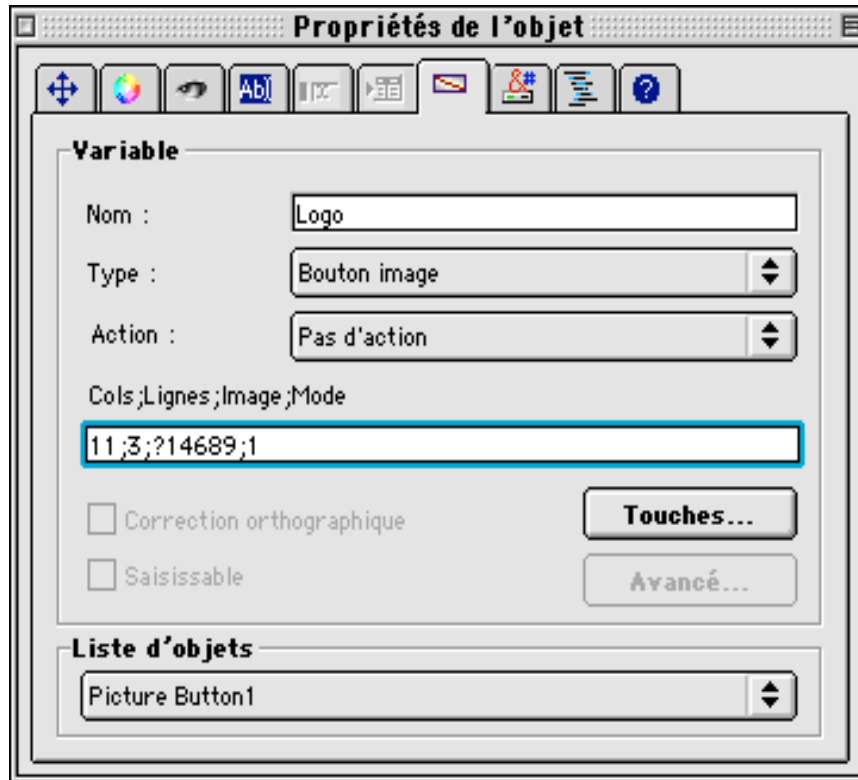 Propriétés de l'objet
Variable
Nom :
Logo
Type :
Bouton image
Action :
Pas d'action
Cols;Lignes;Image;Mode
11;3;?14689;1
Correction orthographique
Touches...
Saisissable
Avancé...
Liste d'objets
Picture Button1